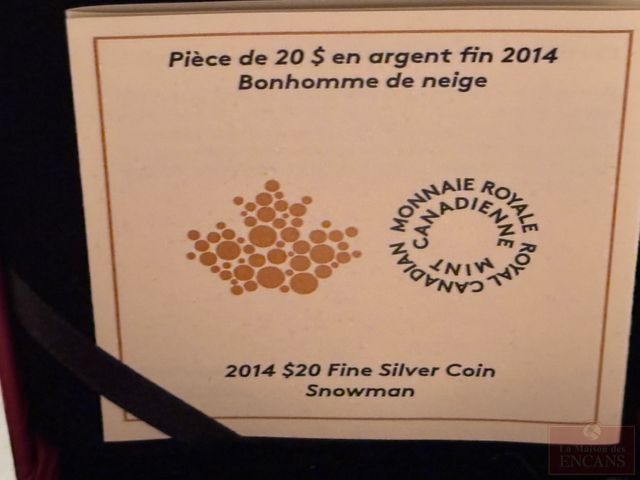 Pièce de 20 $ en argent fin 2014
Bonhomme de neige
MONNAIE ROYALE
CANADIENNE
ROYAL CANADIAN
MINT
2014 $20 Fine Silver Coin
Snowman
La Maison des
ENCANS